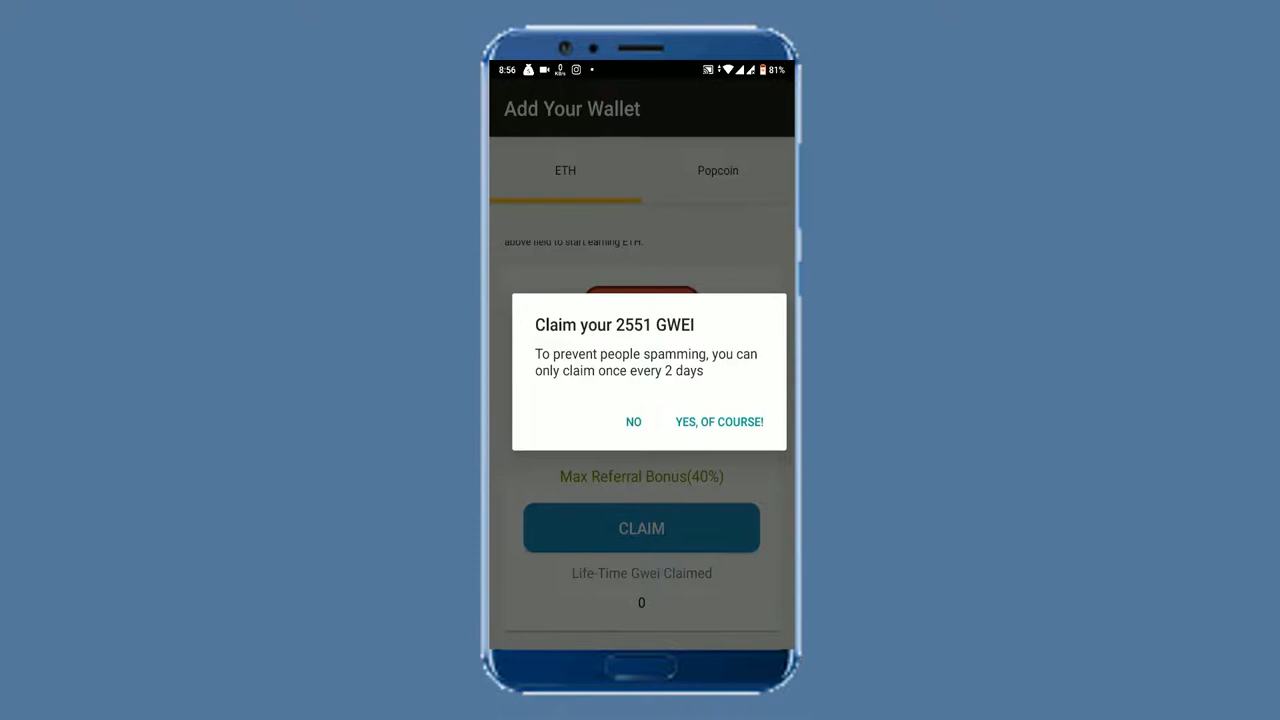 8:56 0 KB/s 81%
Add Your Wallet
ETH Popcoin
above field to start earning ETH.
Claim your 2551 GWEI
To prevent people spamming, you can
only claim once every 2 days
NO YES, OF COURSE!
Max Referral Bonus(40%)
CLAIM
Life-Time Gwei Claimed
0